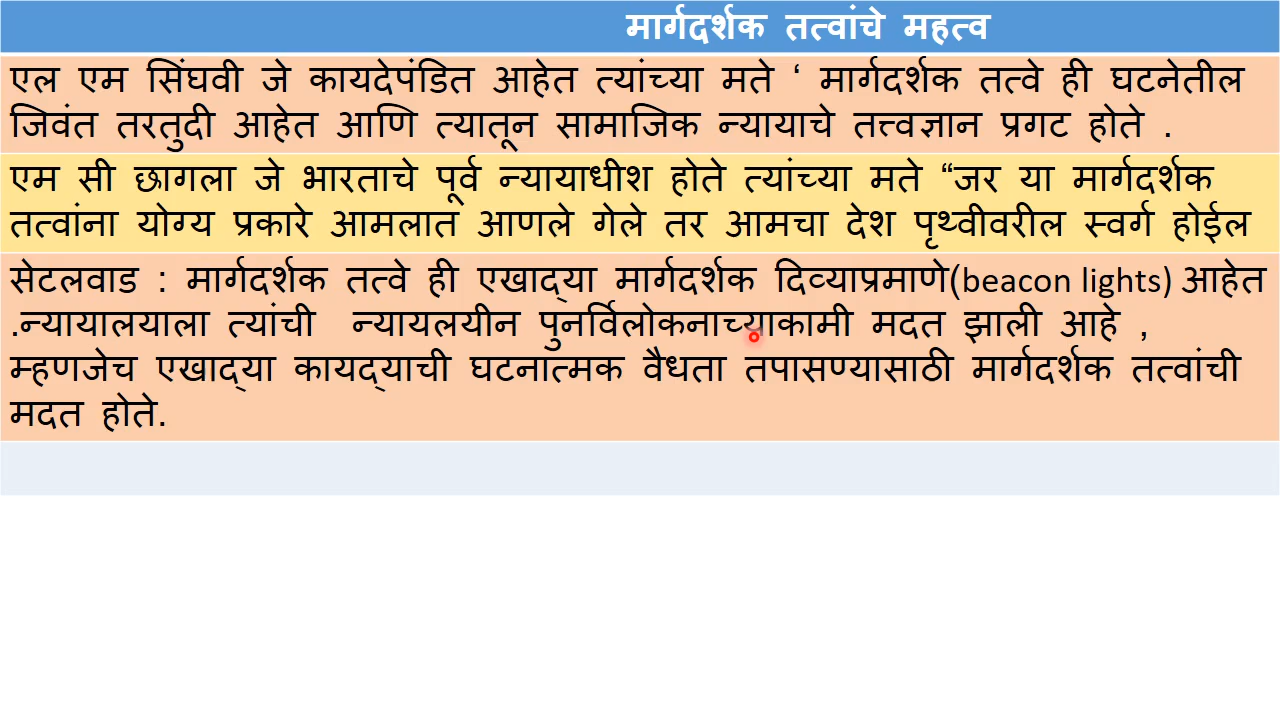 मार्गदर्शक तत्वांचे महत्व
एल एम सिंघवी जे कायदेपंडित आहेत त्यांच्या मते ‘ मार्गदर्शक तत्वे ही घटनेतील
जिवंत तरतुदी आहेत आणि त्यातून सामाजिक न्यायाचे तत्त्वज्ञान प्रगट होते .
एम सी छागला जे भारताचे पूर्व न्यायाधीश होते त्यांच्या मते “जर या मार्गदर्शक
तत्वांना योग्य प्रकारे आमलात आणले गेले तर आमचा देश पृथ्वीवरील स्वर्ग होईल
सेटलवाड : मार्गदर्शक तत्वे ही एखाद्‌या मार्गदर्शक दिव्याप्रमाणे(beacon lights) आहेत
.न्यायालयाला त्यांची न्यायलयीन पुनर्विलोकनाच्याकामी मदत झाली आहे ,
म्हणजेच एखाद्‌या कायद्‌याची घटनात्मक वैधता तपासण्यासाठी मार्गदर्शक तत्वांची
मदत होते.